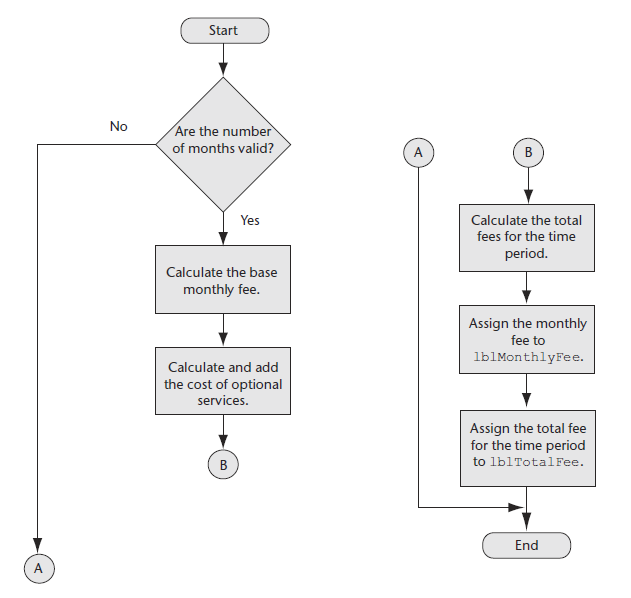 Start
No
Are the number
of months valid?
Yes
Calculate the base
monthly fee.
Calculate and add
the cost of optional
services.
B
A
A
B
Calculate the total
fees for the time
period.
Assign the monthly
fee to
lblMonthlyFee.
Assign the total fee
for the time period
to lblTotalFee.
End